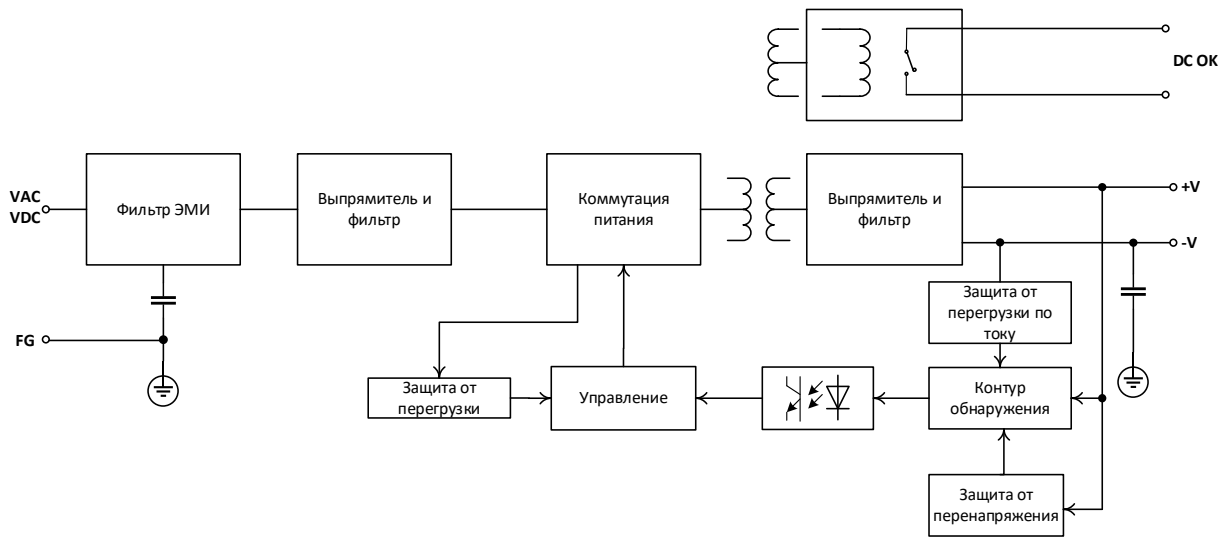 DC OK
VAC
VDC
Фильтр ЭМИ
Выпрямитель и
фильтр
Коммутация
питания
Выпрямитель и
фильтр
+V
-V
FG
Защита от
перегрузки по
току
Защита от
перегрузки
Управление
Контур
обнаружения
Защита от
перенапряжения